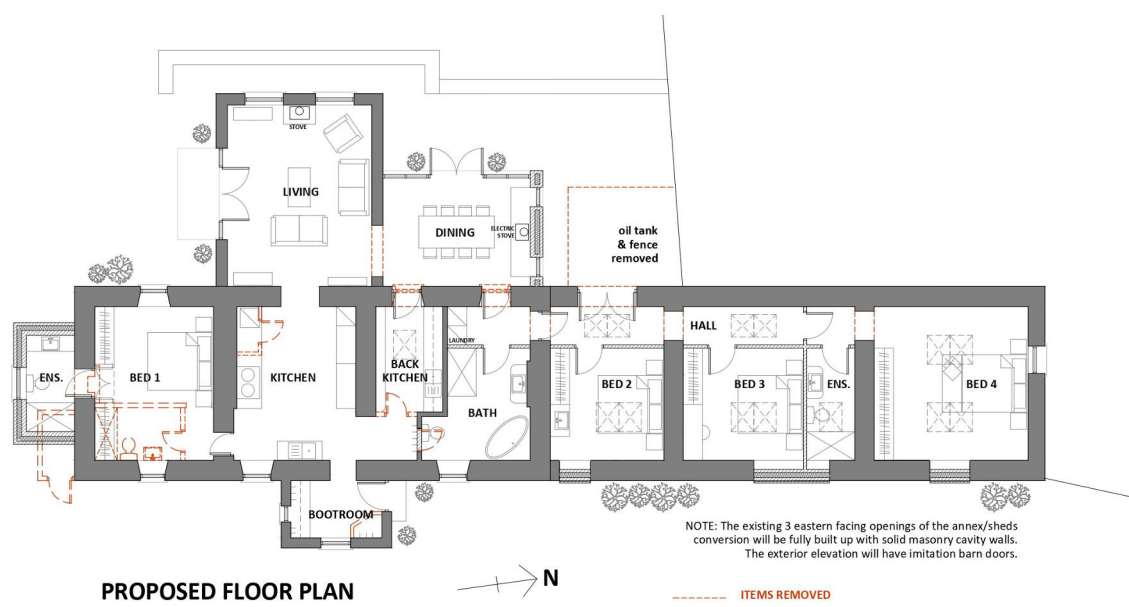 STOVE
LIVING
DINING
ELECTRIC
STOVE
oil tank
& fence
removed
ENS.
BED 1
KITCHEN
BACK
KITCHEN
LAUNDRY
BATH
HALL
BED 2
BED 3
ENS.
BED 4
BOOTROOM
NOTE: The existing 3 eastern facing openings of the annex/sheds
conversion will be fully built up with solid masonry cavity walls.
The exterior elevation will have imitation barn doors.
PROPOSED FLOOR PLAN
N
ITEMS REMOVED